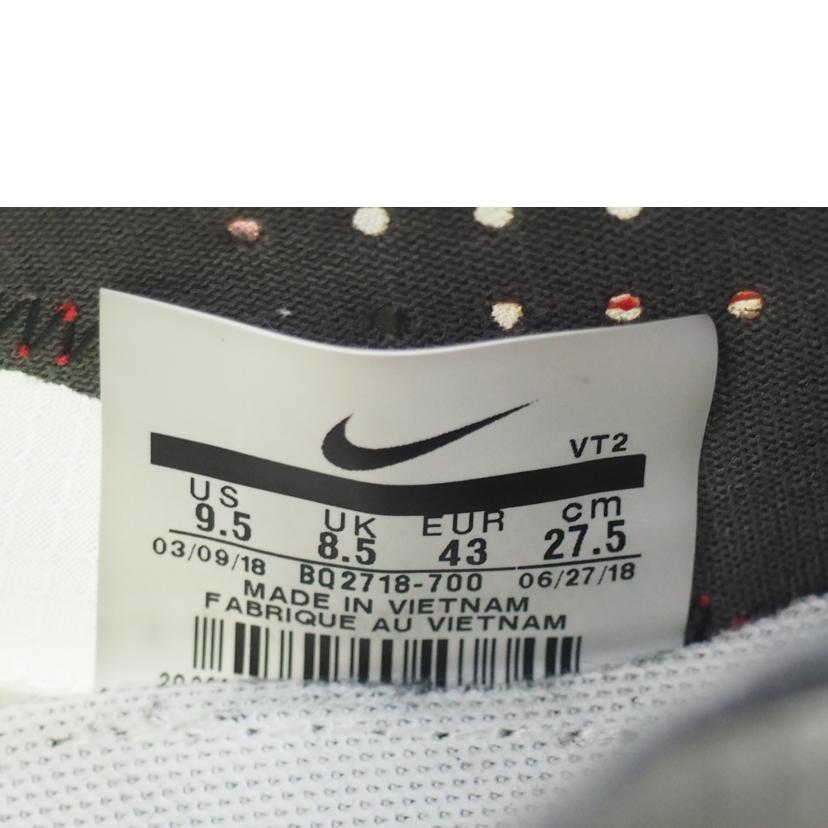 VT2
US UK EUR cm
9.5 8.5 43 27.5
03/09/18 BQ2718-700 06/27/18
MADE IN VIETNAM
FABRIQUE AU VIETNAM